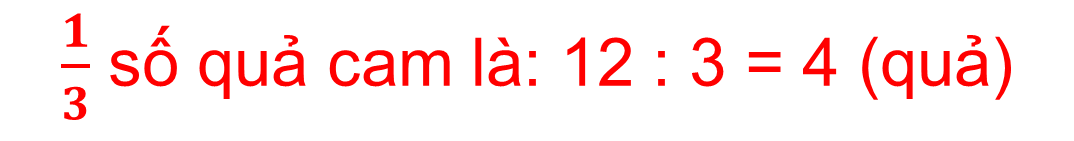 1/3 số quả cam là: 12 : 3 = 4 (quả)